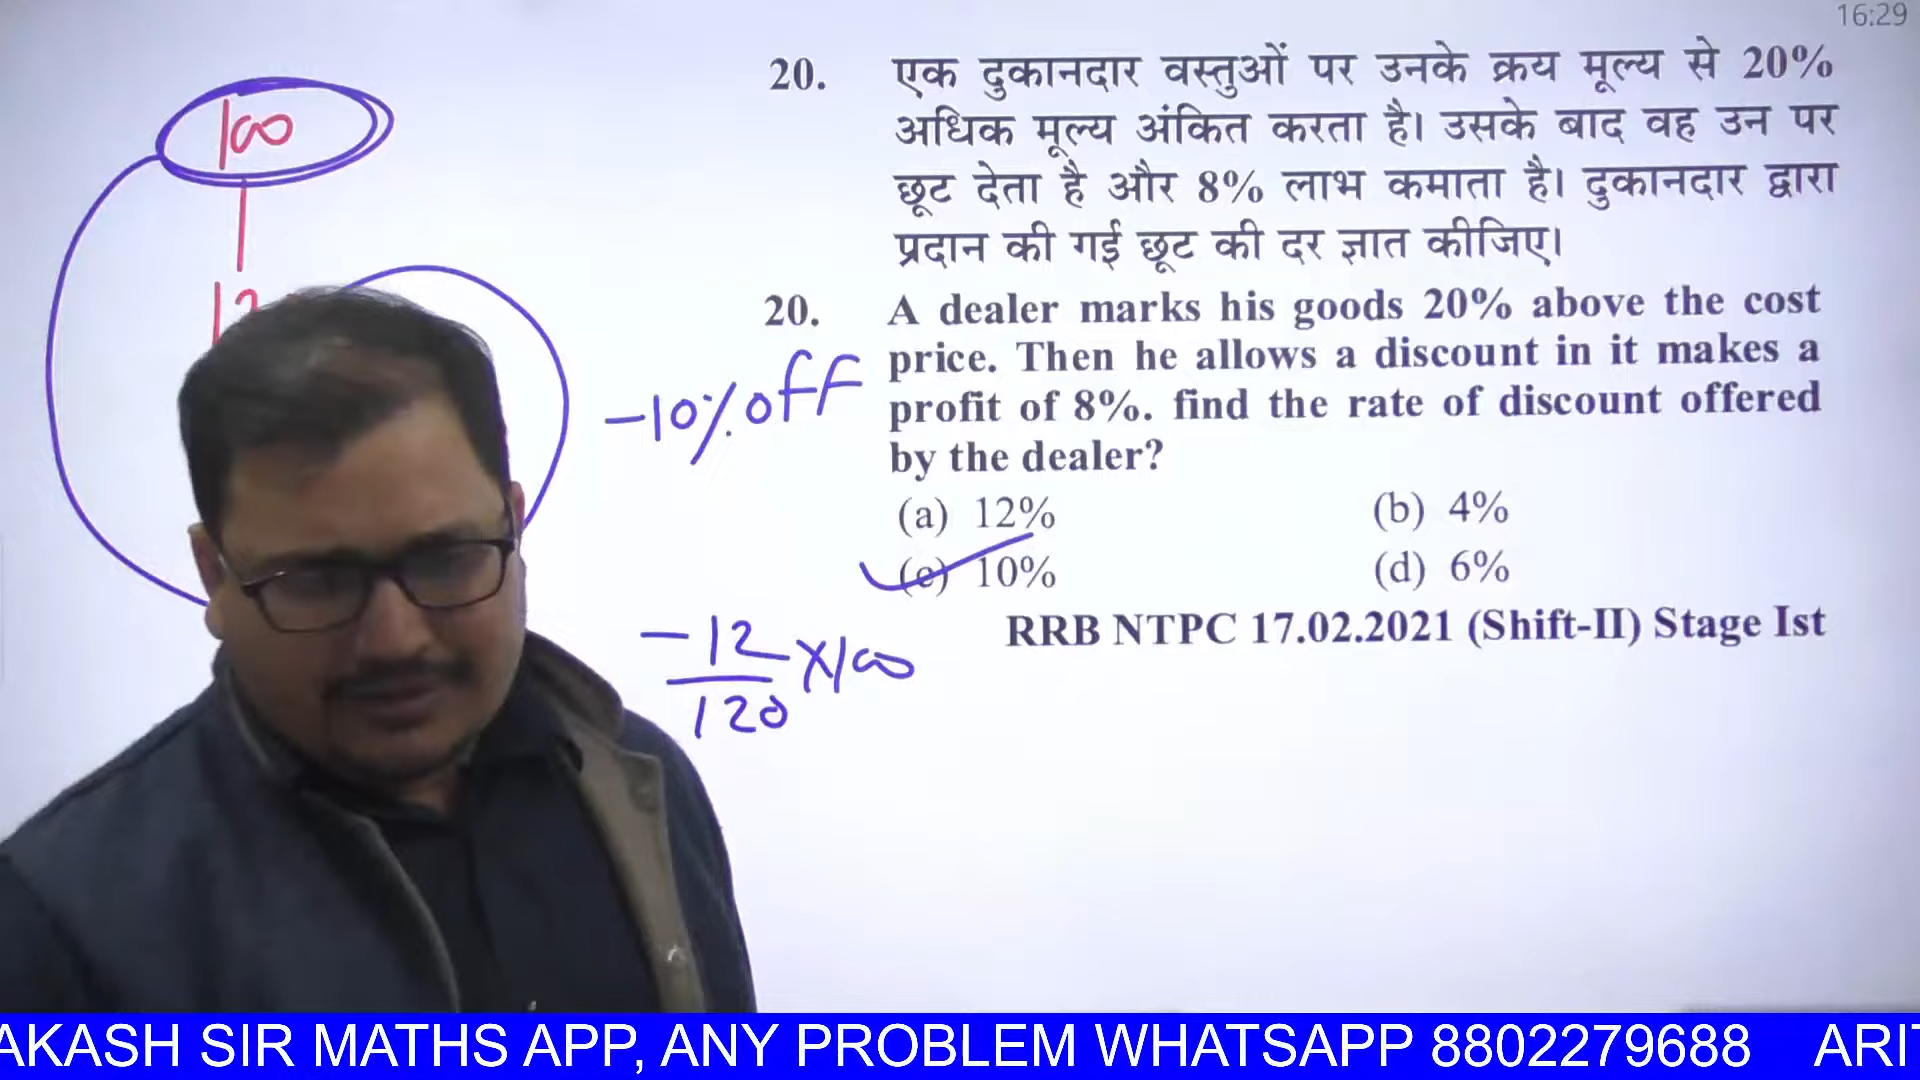 16:29
100
20. एक दुकानदार वस्तुओं पर उनके क्रय मूल्य से 20%
अधिक मूल्य अंकित करता है। उसके बाद वह उन पर
छूट देता है और 8% लाभ कमाता है। दुकानदार द्वारा
प्रदान की गई छूट की दर ज्ञात कीजिए।
20. A dealer marks his goods 20% above the cost
price. Then he allows a discount in it makes a
profit of 8%. find the rate of discount offered
by the dealer?
-10% off
(a) 12% (b) 4%
(c) 10% (d) 6%
RRB NTPC 17.02.2021 (Shift-II) Stage Ist
-12
120
×100
AKASH SIR MATHS APP, ANY PROBLEM WHATSAPP 8802279688 ARI